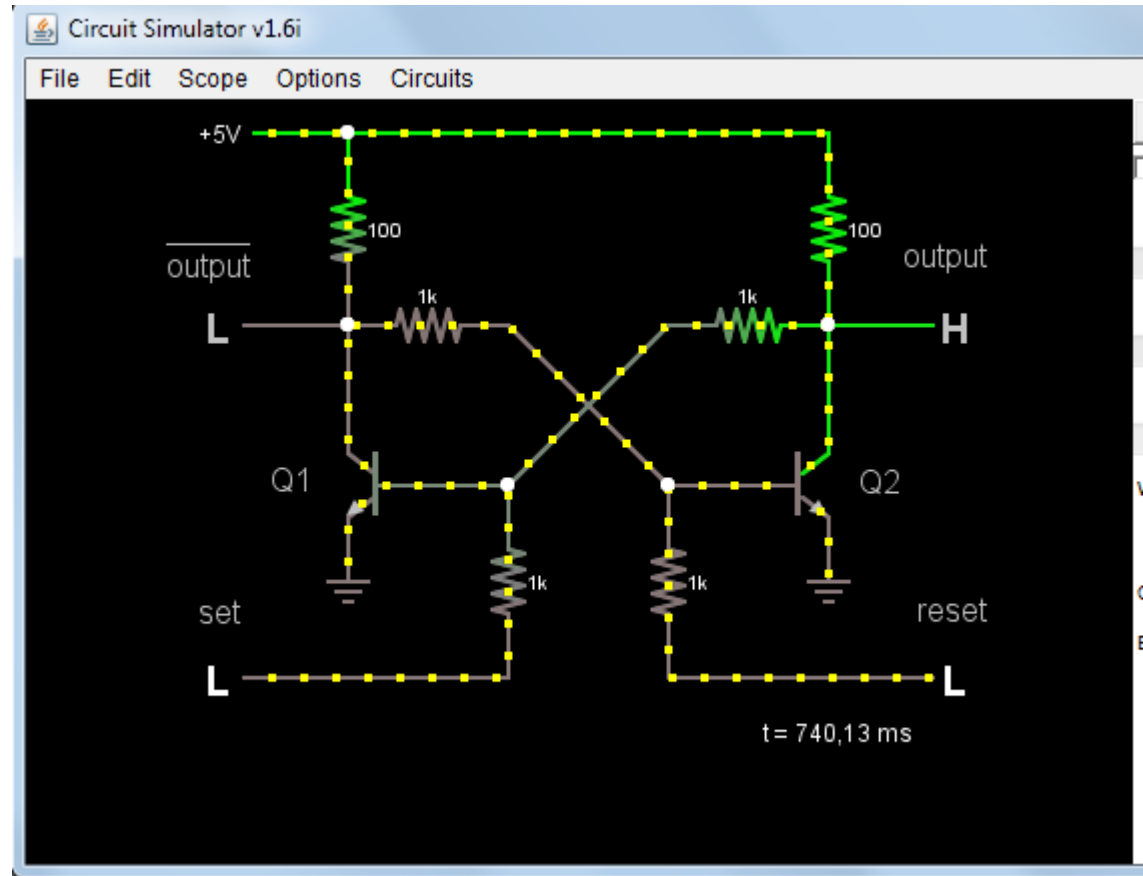 Circuit Simulator v1.6i
File Edit Scope Options Circuits
+5V
100 100
output output
1k 1k
L H
Q1 Q2
1k 1k
set reset
L L
t = 740,13 ms